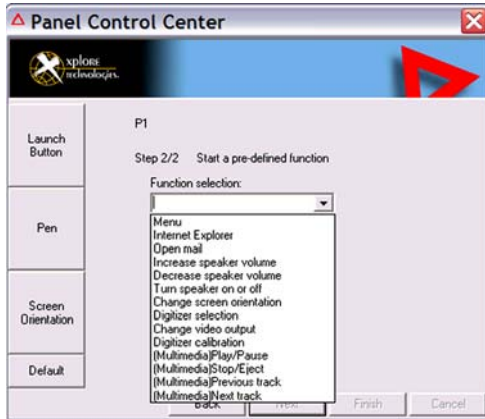 Panel Control Center
xplore
technologies.
Launch
Button
Pen
Screen
Orientation
Default
P1
Step 2/2 Start a pre-defined function
Function selection:
Menu
Internet Explorer
Open mail
Increase speaker volume
Decrease speaker volume
Turn speaker on or off
Change screen orientation
Digitizer selection
Change video output
Digitizer calibration
(Multimedia)Play/Pause
(Multimedia)Stop/Eject
(Multimedia)Previous track
(Multimedia)Next track
Back Next Finish Cancel